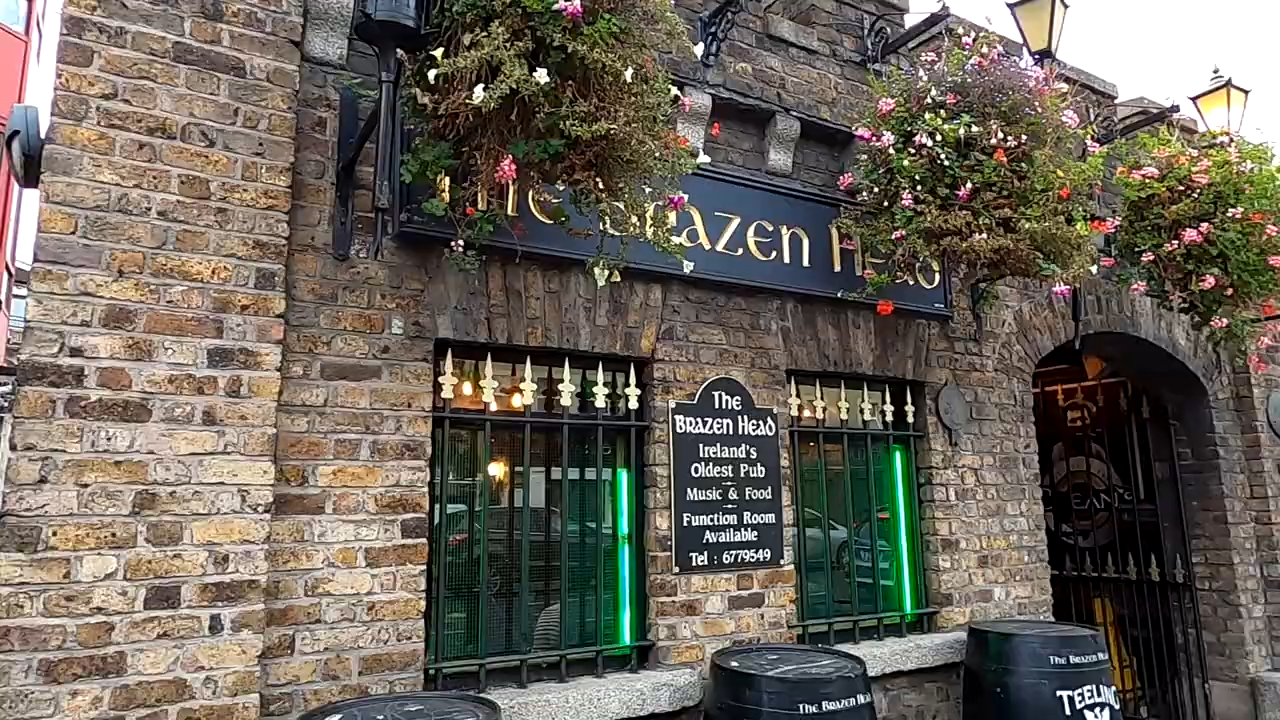 The Brazen Head
The
Brazen Head
Ireland's
Oldest Pub
Music & Food
Function Room
Available
Tel : 6779549
The Brazen Head
The Brazen Head
TEELING